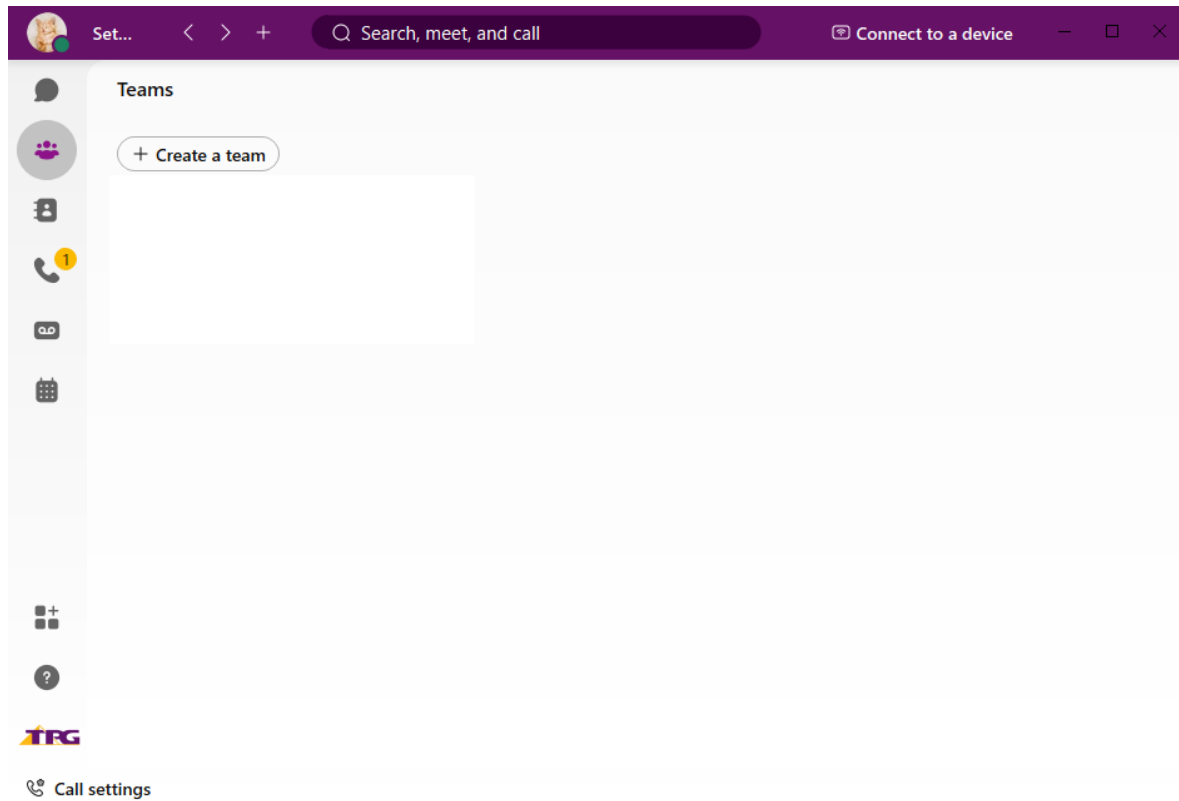 Set...
Search, meet, and call
Connect to a device
Teams
Create a team
1
TPG
Call settings